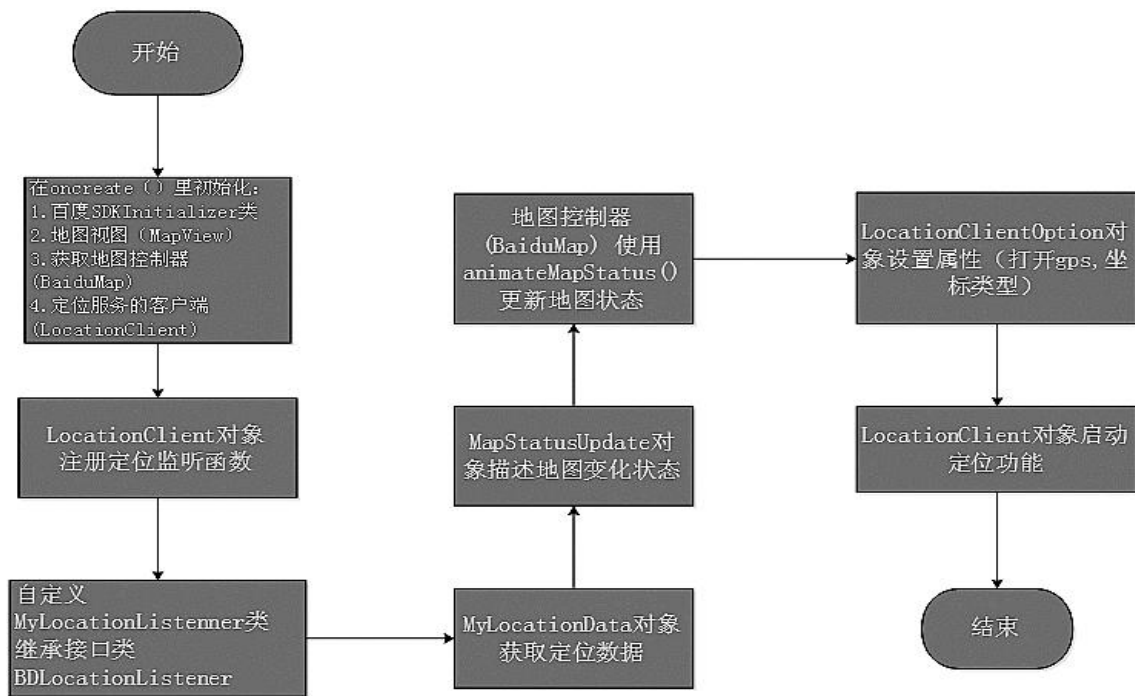 开始
在oncreate（）里初始化:
1.百度SDKInitializer类
2.地图视图（MapView）
3.获取地图控制器
(BaiduMap)
4.定位服务的客户端
(LocationClient)
LocationClient对象
注册定位监听函数
自定义
MyLocationListenner类
继承接口类
BDLocationListener
MyLocationData对象
获取定位数据
MapStatusUpdate对
象描述地图变化状态
地图控制器
(BaiduMap) 使用
animateMapStatus()
更新地图状态
LocationClientOption对
象设置属性（打开gps,坐
标类型）
LocationClient对象启动
定位功能
结束